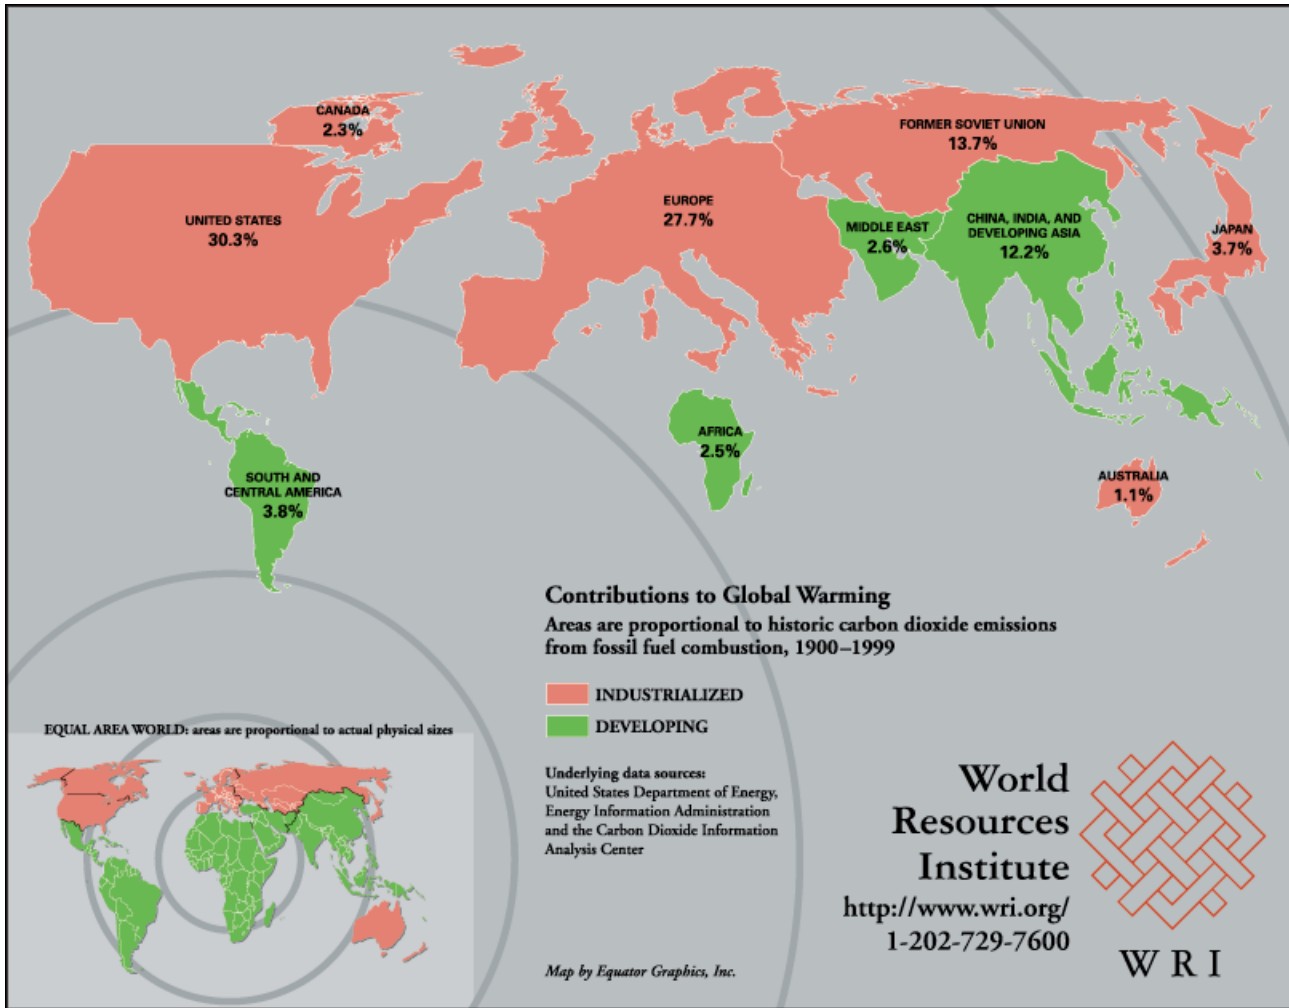 CANADA
2.3%
FORMER SOVIET UNION
13.7%
UNITED STATES
30.3%
EUROPE
27.7%
MIDDLE EAST
2.6%
CHINA, INDIA, AND
DEVELOPING ASIA
12.2%
JAPAN
3.7%
AFRICA
2.5%
SOUTH AND
CENTRAL AMERICA
3.8%
AUSTRALIA
1.1%
Contributions to Global Warming
Areas are proportional to historic carbon dioxide emissions
from fossil fuel combustion, 1900–1999
INDUSTRIALIZED
DEVELOPING
EQUAL AREA WORLD: areas are proportional to actual physical sizes
Underlying data sources:
United States Department of Energy,
Energy Information Administration
and the Carbon Dioxide Information
Analysis Center
Map by Equator Graphics, Inc.
World
Resources
Institute
http://www.wri.org/
1-202-729-7600
WRI